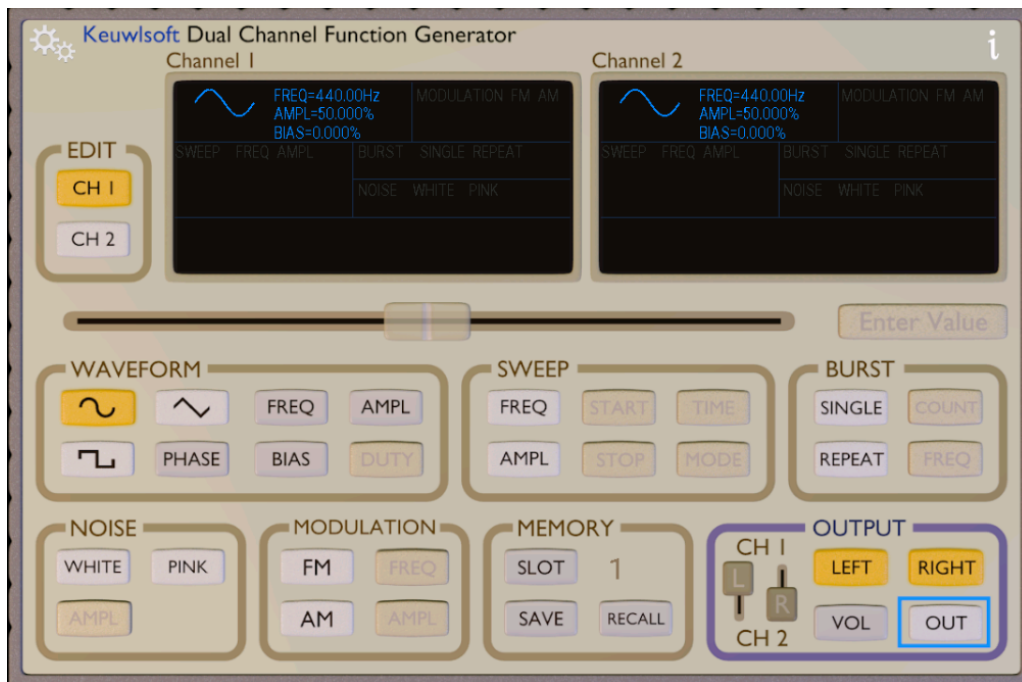 Keuwlsoft Dual Channel Function Generator
i
Channel 1
Channel 2
FREQ=440.00Hz
AMPL=50.000%
BIAS=0.000%
MODULATION FM AM
SWEEP FREQ AMPL
BURST SINGLE REPEAT
NOISE WHITE PINK
FREQ=440.00Hz
AMPL=50.000%
BIAS=0.000%
MODULATION FM AM
SWEEP FREQ AMPL
BURST SINGLE REPEAT
NOISE WHITE PINK
EDIT
CH 1
CH 2
Enter Value
WAVEFORM
FREQ AMPL
PHASE BIAS DUTY
SWEEP
FREQ START TIME
AMPL STOP MODE
BURST
SINGLE COUNT
REPEAT FREQ
NOISE
WHITE PINK
AMPL
MODULATION
FM FREQ
AM AMPL
MEMORY
SLOT 1
SAVE RECALL
OUTPUT
CH 1
L
R
CH 2
LEFT RIGHT
VOL OUT